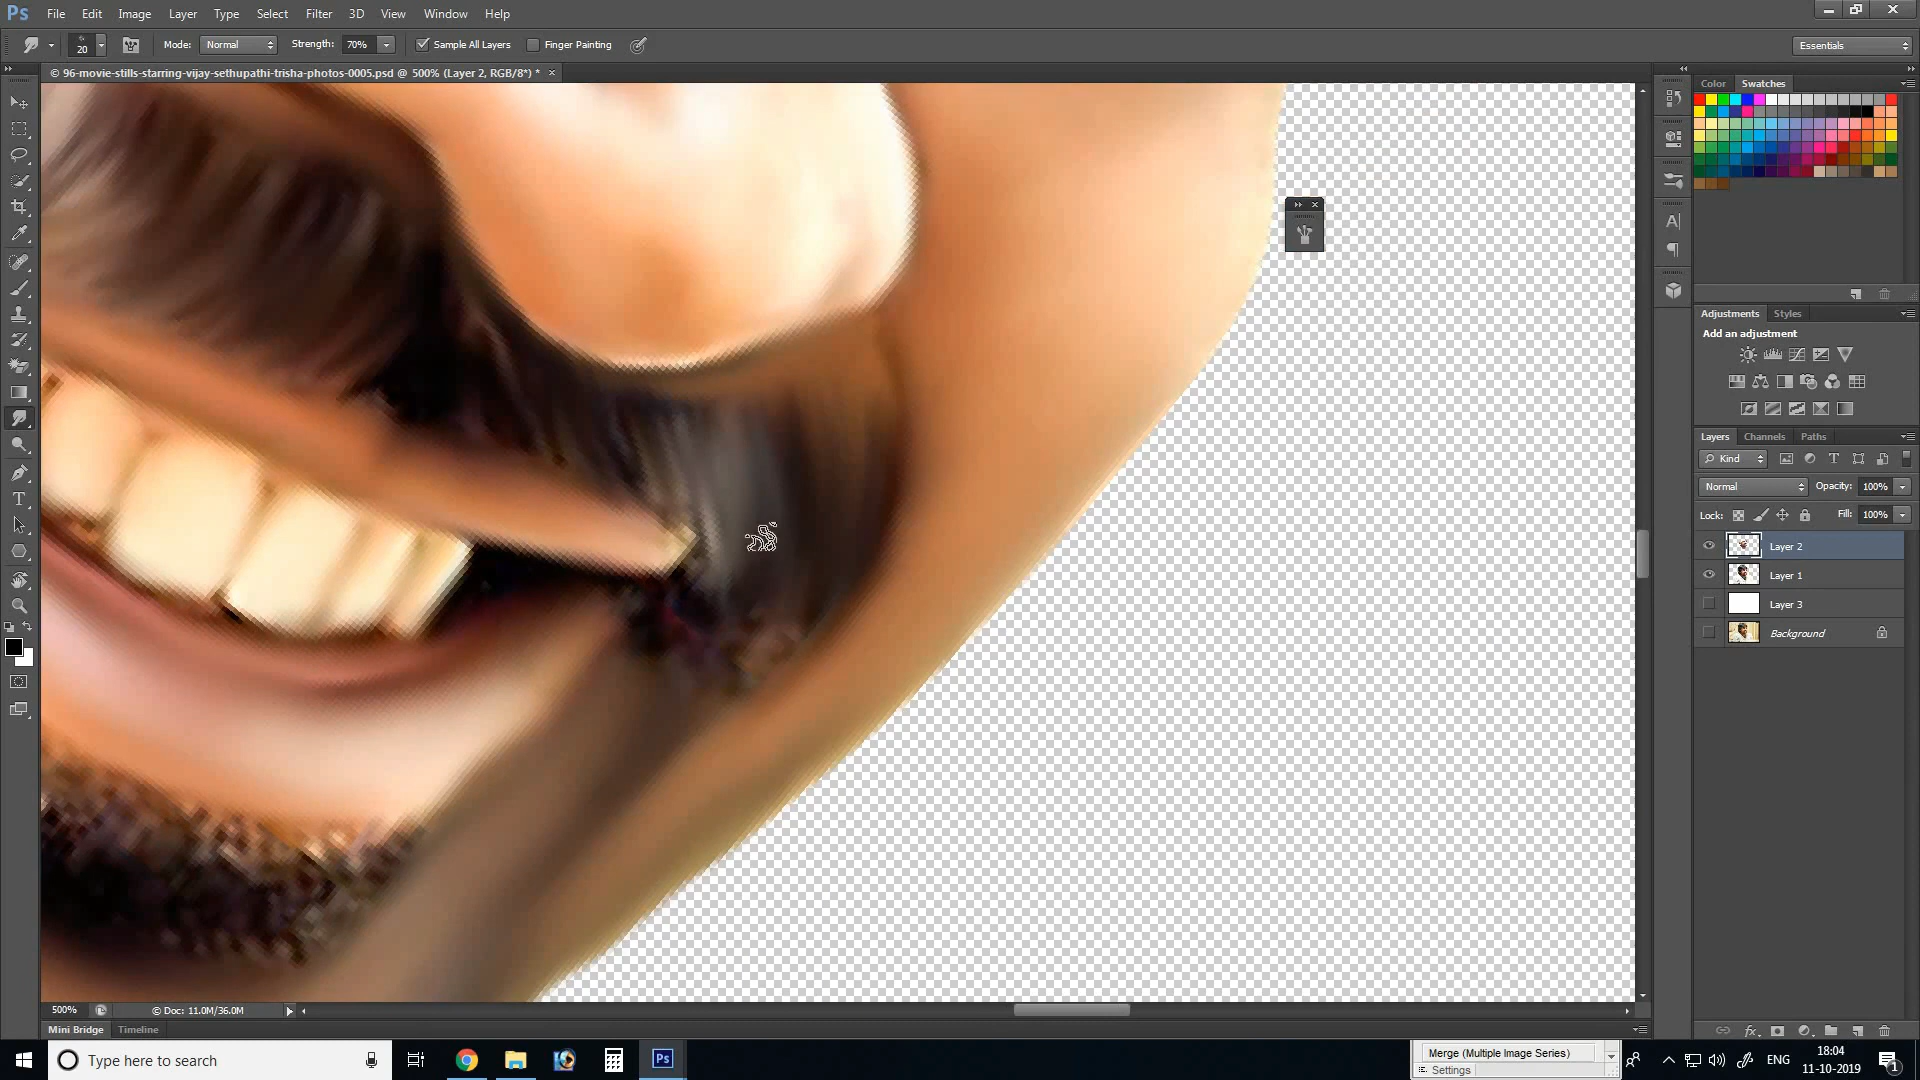 Ps File Edit Image Layer Type Select Filter 3D View Window Help
20 Mode: Normal Strength: 70% Sample All Layers Finger Painting Essentials
© 96-movie-stills-starring-vijay-sethupathi-trisha-photos-0005.psd @ 500% (Layer 2, RGB/8*) *
Color Swatches
Adjustments Styles
Add an adjustment
Layers Channels Paths
Kind
Normal Opacity: 100%
Lock: Fill: 100%
Layer 2
Layer 1
Layer 3
Background
500% © Doc: 11.0M/36.0M
Mini Bridge Timeline
Type here to search
Ps
Merge (Multiple Image Series)
Settings
ENG
18:04
11-10-2019
1